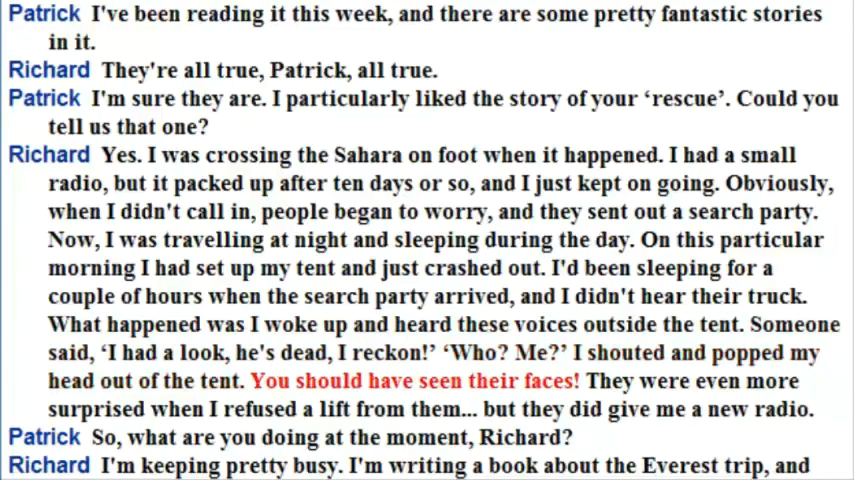 Patrick I've been reading it this week, and there are some pretty fantastic stories
in it.
Richard They're all true, Patrick, all true.
Patrick I'm sure they are. I particularly liked the story of your ‘rescue’. Could you
tell us that one?
Richard Yes. I was crossing the Sahara on foot when it happened. I had a small
radio, but it packed up after ten days or so, and I just kept on going. Obviously,
when I didn't call in, people began to worry, and they sent out a search party.
Now, I was travelling at night and sleeping during the day. On this particular
morning I had set up my tent and just crashed out. I'd been sleeping for a
couple of hours when the search party arrived, and I didn't hear their truck.
What happened was I woke up and heard these voices outside the tent. Someone
said, ‘I had a look, he's dead, I reckon!’ ‘Who? Me?’ I shouted and popped my
head out of the tent. You should have seen their faces! They were even more
surprised when I refused a lift from them... but they did give me a new radio.
Patrick So, what are you doing at the moment, Richard?
Richard I'm keeping pretty busy. I'm writing a book about the Everest trip, and